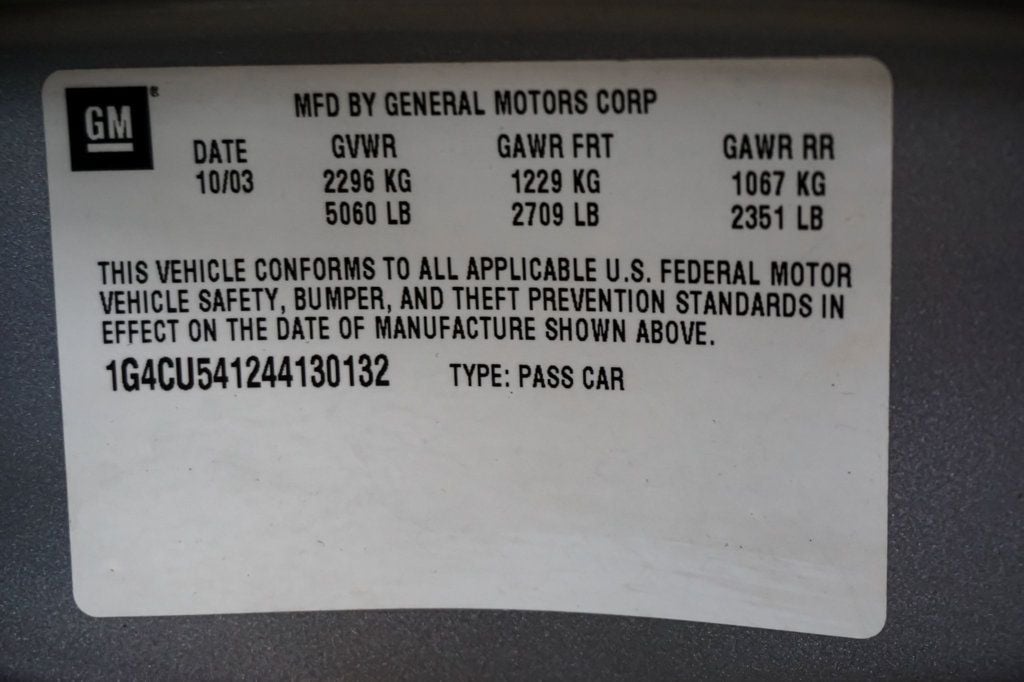 GM®
MFD BY GENERAL MOTORS CORP
DATE GVWR GAWR FRT GAWR RR
10/03 2296 KG 1229 KG 1067 KG
5060 LB 2709 LB 2351 LB
THIS VEHICLE CONFORMS TO ALL APPLICABLE U.S. FEDERAL MOTOR
VEHICLE SAFETY, BUMPER, AND THEFT PREVENTION STANDARDS IN
EFFECT ON THE DATE OF MANUFACTURE SHOWN ABOVE.
1G4CU541244130132 TYPE: PASS CAR